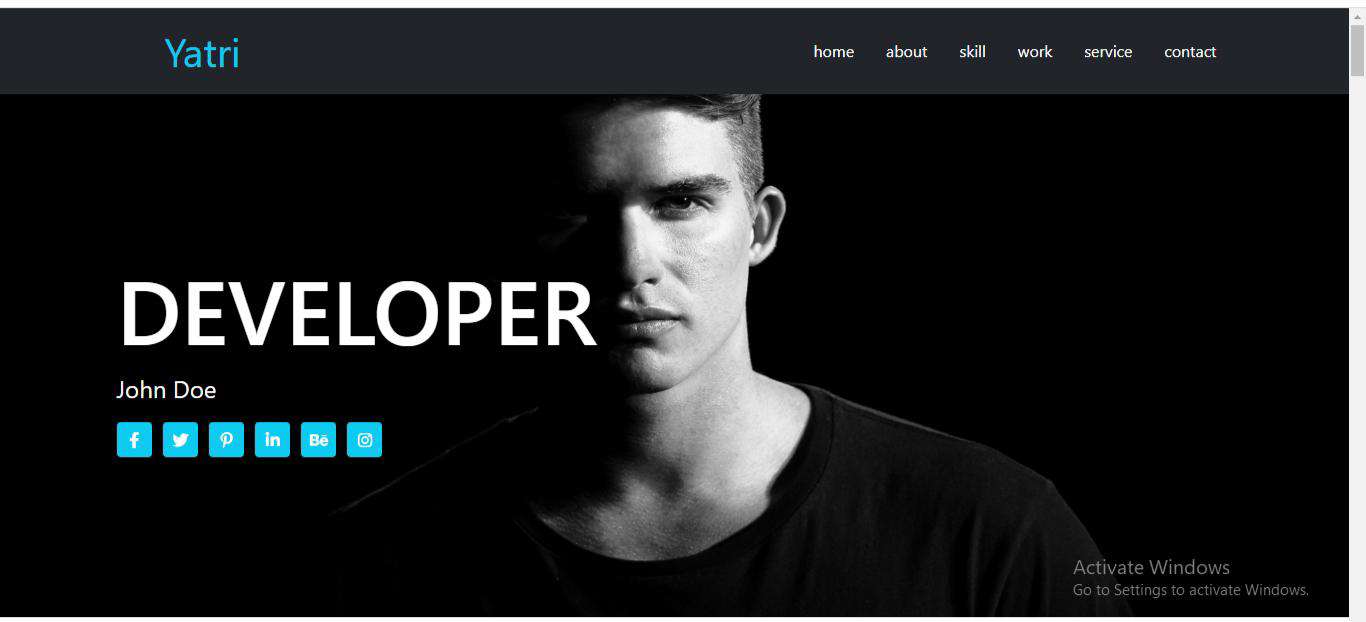 Yatri
home about skill work service contact
DEVELOPER
John Doe
in Bē
Activate Windows
Go to Settings to activate Windows.